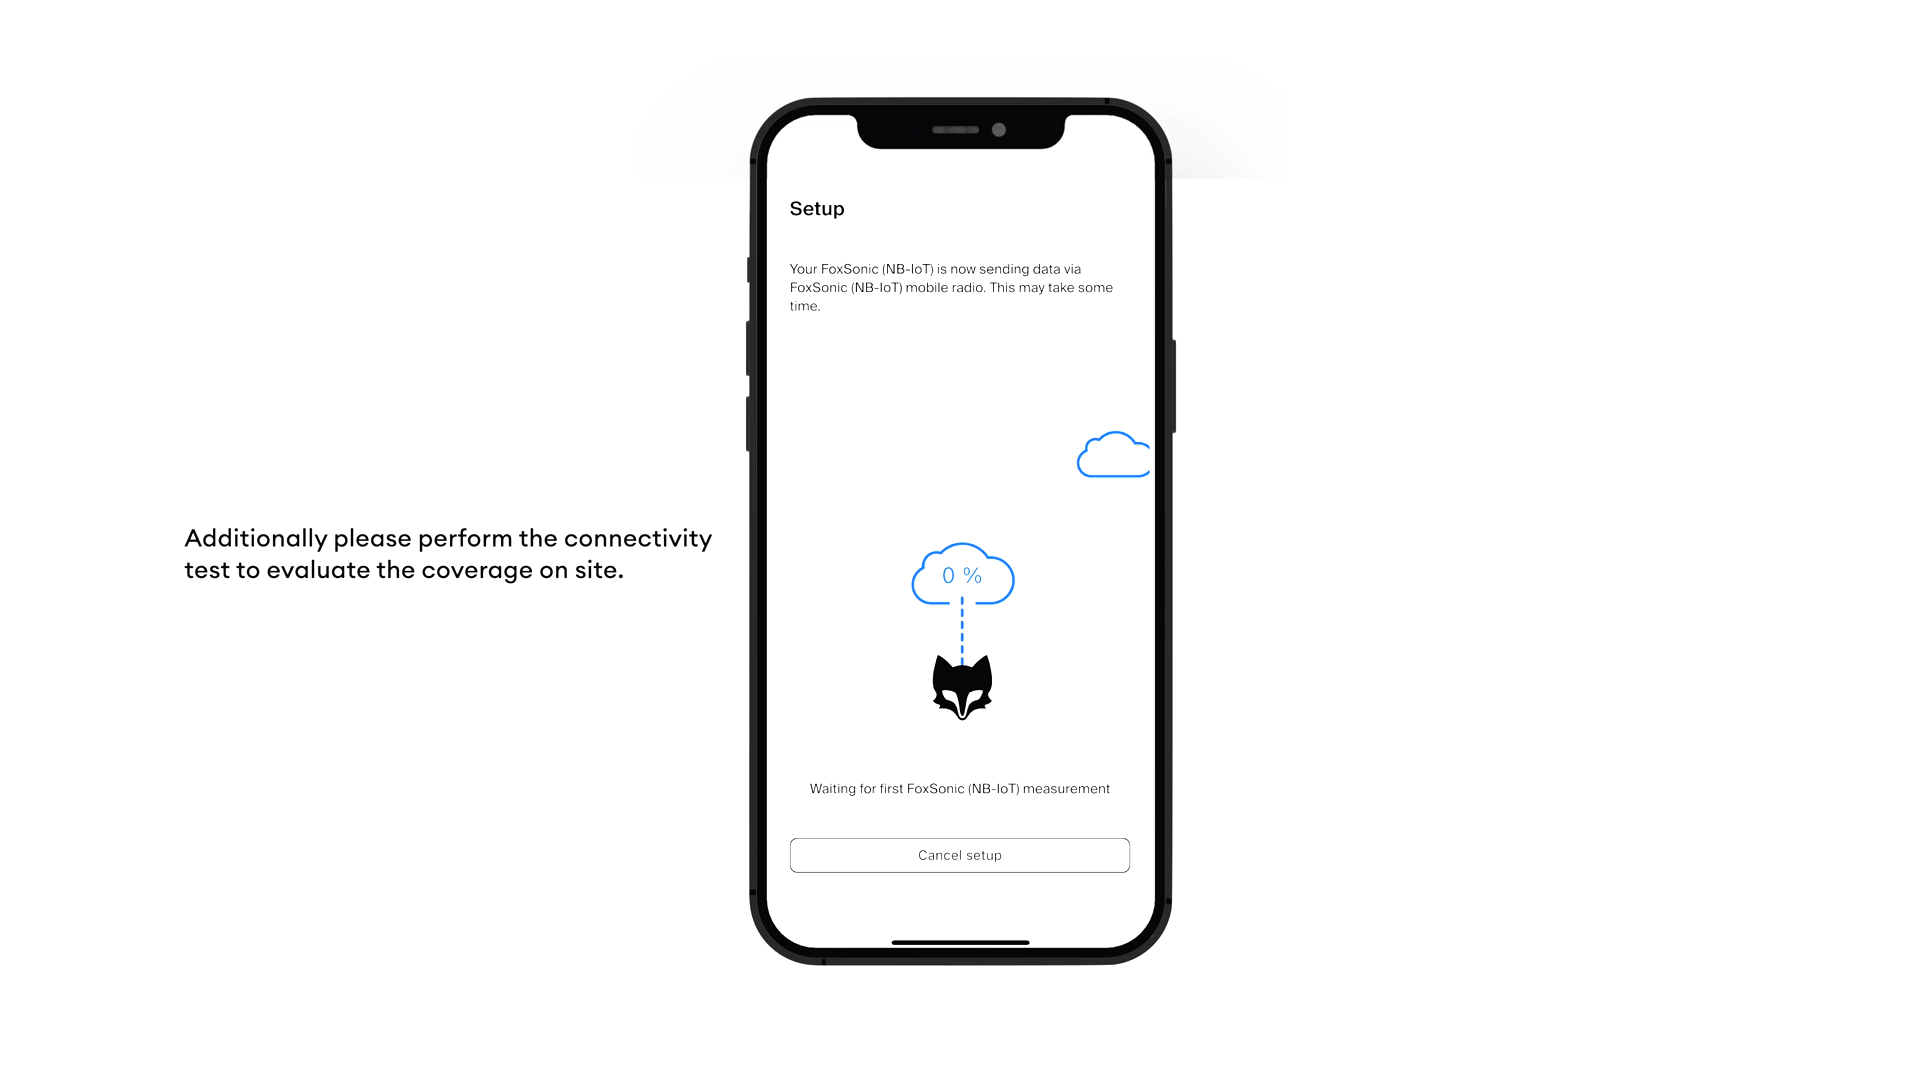 Setup
Your FoxSonic (NB-IoT) is now sending data via
FoxSonic (NB-IoT) mobile radio. This may take some
time.
Additionally please perform the connectivity
test to evaluate the coverage on site.
0 %
Waiting for first FoxSonic (NB-IoT) measurement
Cancel setup